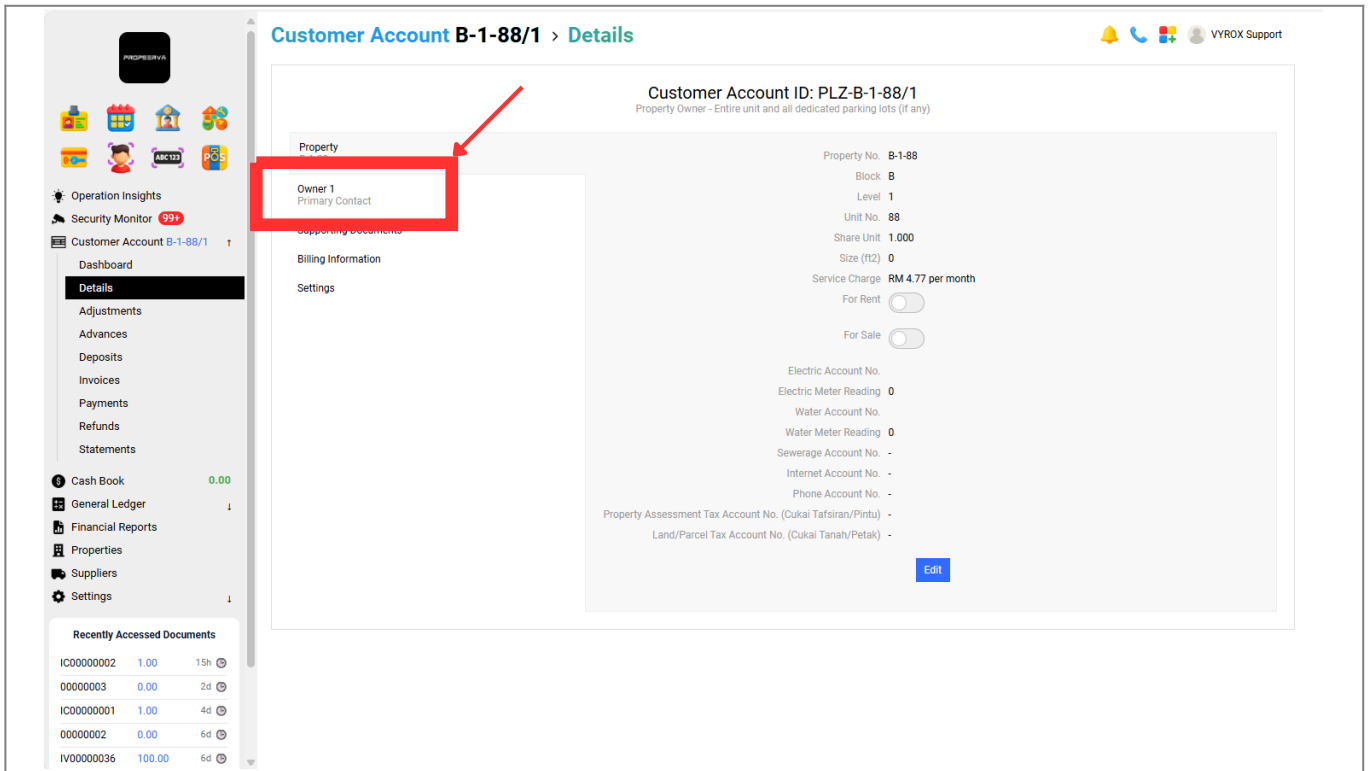 Customer Account B-1-88/1 › Details
VYROX Support
PROPSERVA
ABC 123
POS
Operation Insights
Security Monitor 99+
Customer Account B-1-88/1 ↑
Dashboard
Details
Adjustments
Advances
Deposits
Invoices
Payments
Refunds
Statements
Cash Book 0.00
General Ledger ↓
Financial Reports
Properties
Suppliers
Settings ↓
Recently Accessed Documents
IC00000002 1.00 15h
00000003 0.00 2d
IC00000001 1.00 4d
00000002 0.00 6d
IV00000036 100.00 6d
Customer Account ID: PLZ-B-1-88/1
Property Owner - Entire unit and all dedicated parking lots (if any)
Property
Owner 1
Primary Contact
Supporting Documents
Billing Information
Settings
Property No. B-1-88
Block B
Level 1
Unit No. 88
Share Unit 1.000
Size (ft2) 0
Service Charge RM 4.77 per month
For Rent
For Sale
Electric Account No.
Electric Meter Reading 0
Water Account No.
Water Meter Reading 0
Sewerage Account No. -
Internet Account No. -
Phone Account No. -
Property Assessment Tax Account No. (Cukai Tafsiran/Pintu) -
Land/Parcel Tax Account No. (Cukai Tanah/Petak) -
Edit